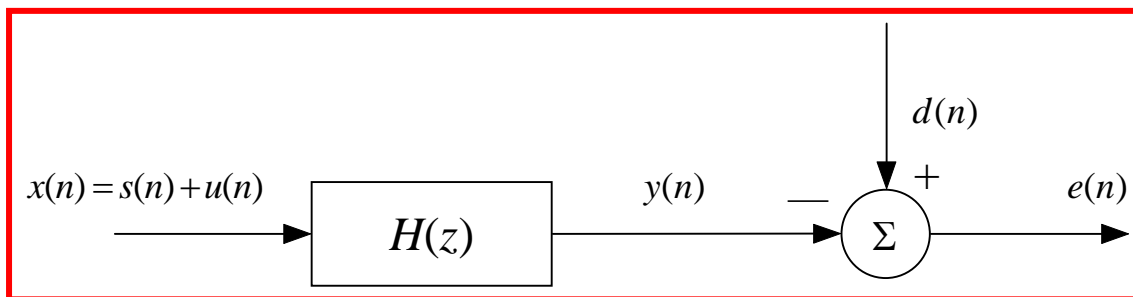 d(n)
x(n) = s(n) + u(n)
y(n)
—
+
e(n)
H(z)
Σ